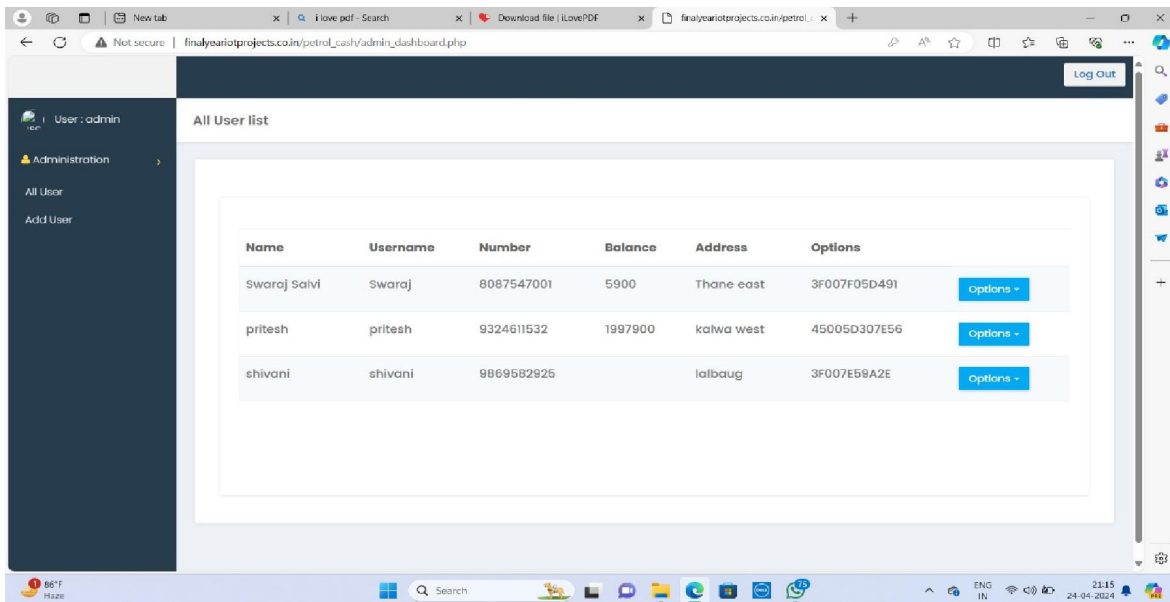 New tab
i love pdf - Search
Download file | iLovePDF
finalyeariotprojects.co.in/petrol_c
Not secure | finalyeariotprojects.co.in/petrol_cash/admin_dashboard.php
Log Out
User : admin
All User list
Administration
All User
Add User
Name Username Number Balance Address Options
Swaraj Salvi Swaraj 8087547001 5900 Thane east 3F007F05D491 Options
pritesh pritesh 9324611532 1997900 kalwa west 45005D307E56 Options
shivani shivani 9869582925 lalbaug 3F007E59A2E Options
1 86°F
Haze
Search
75
ENG
IN
21:15
24-04-2024